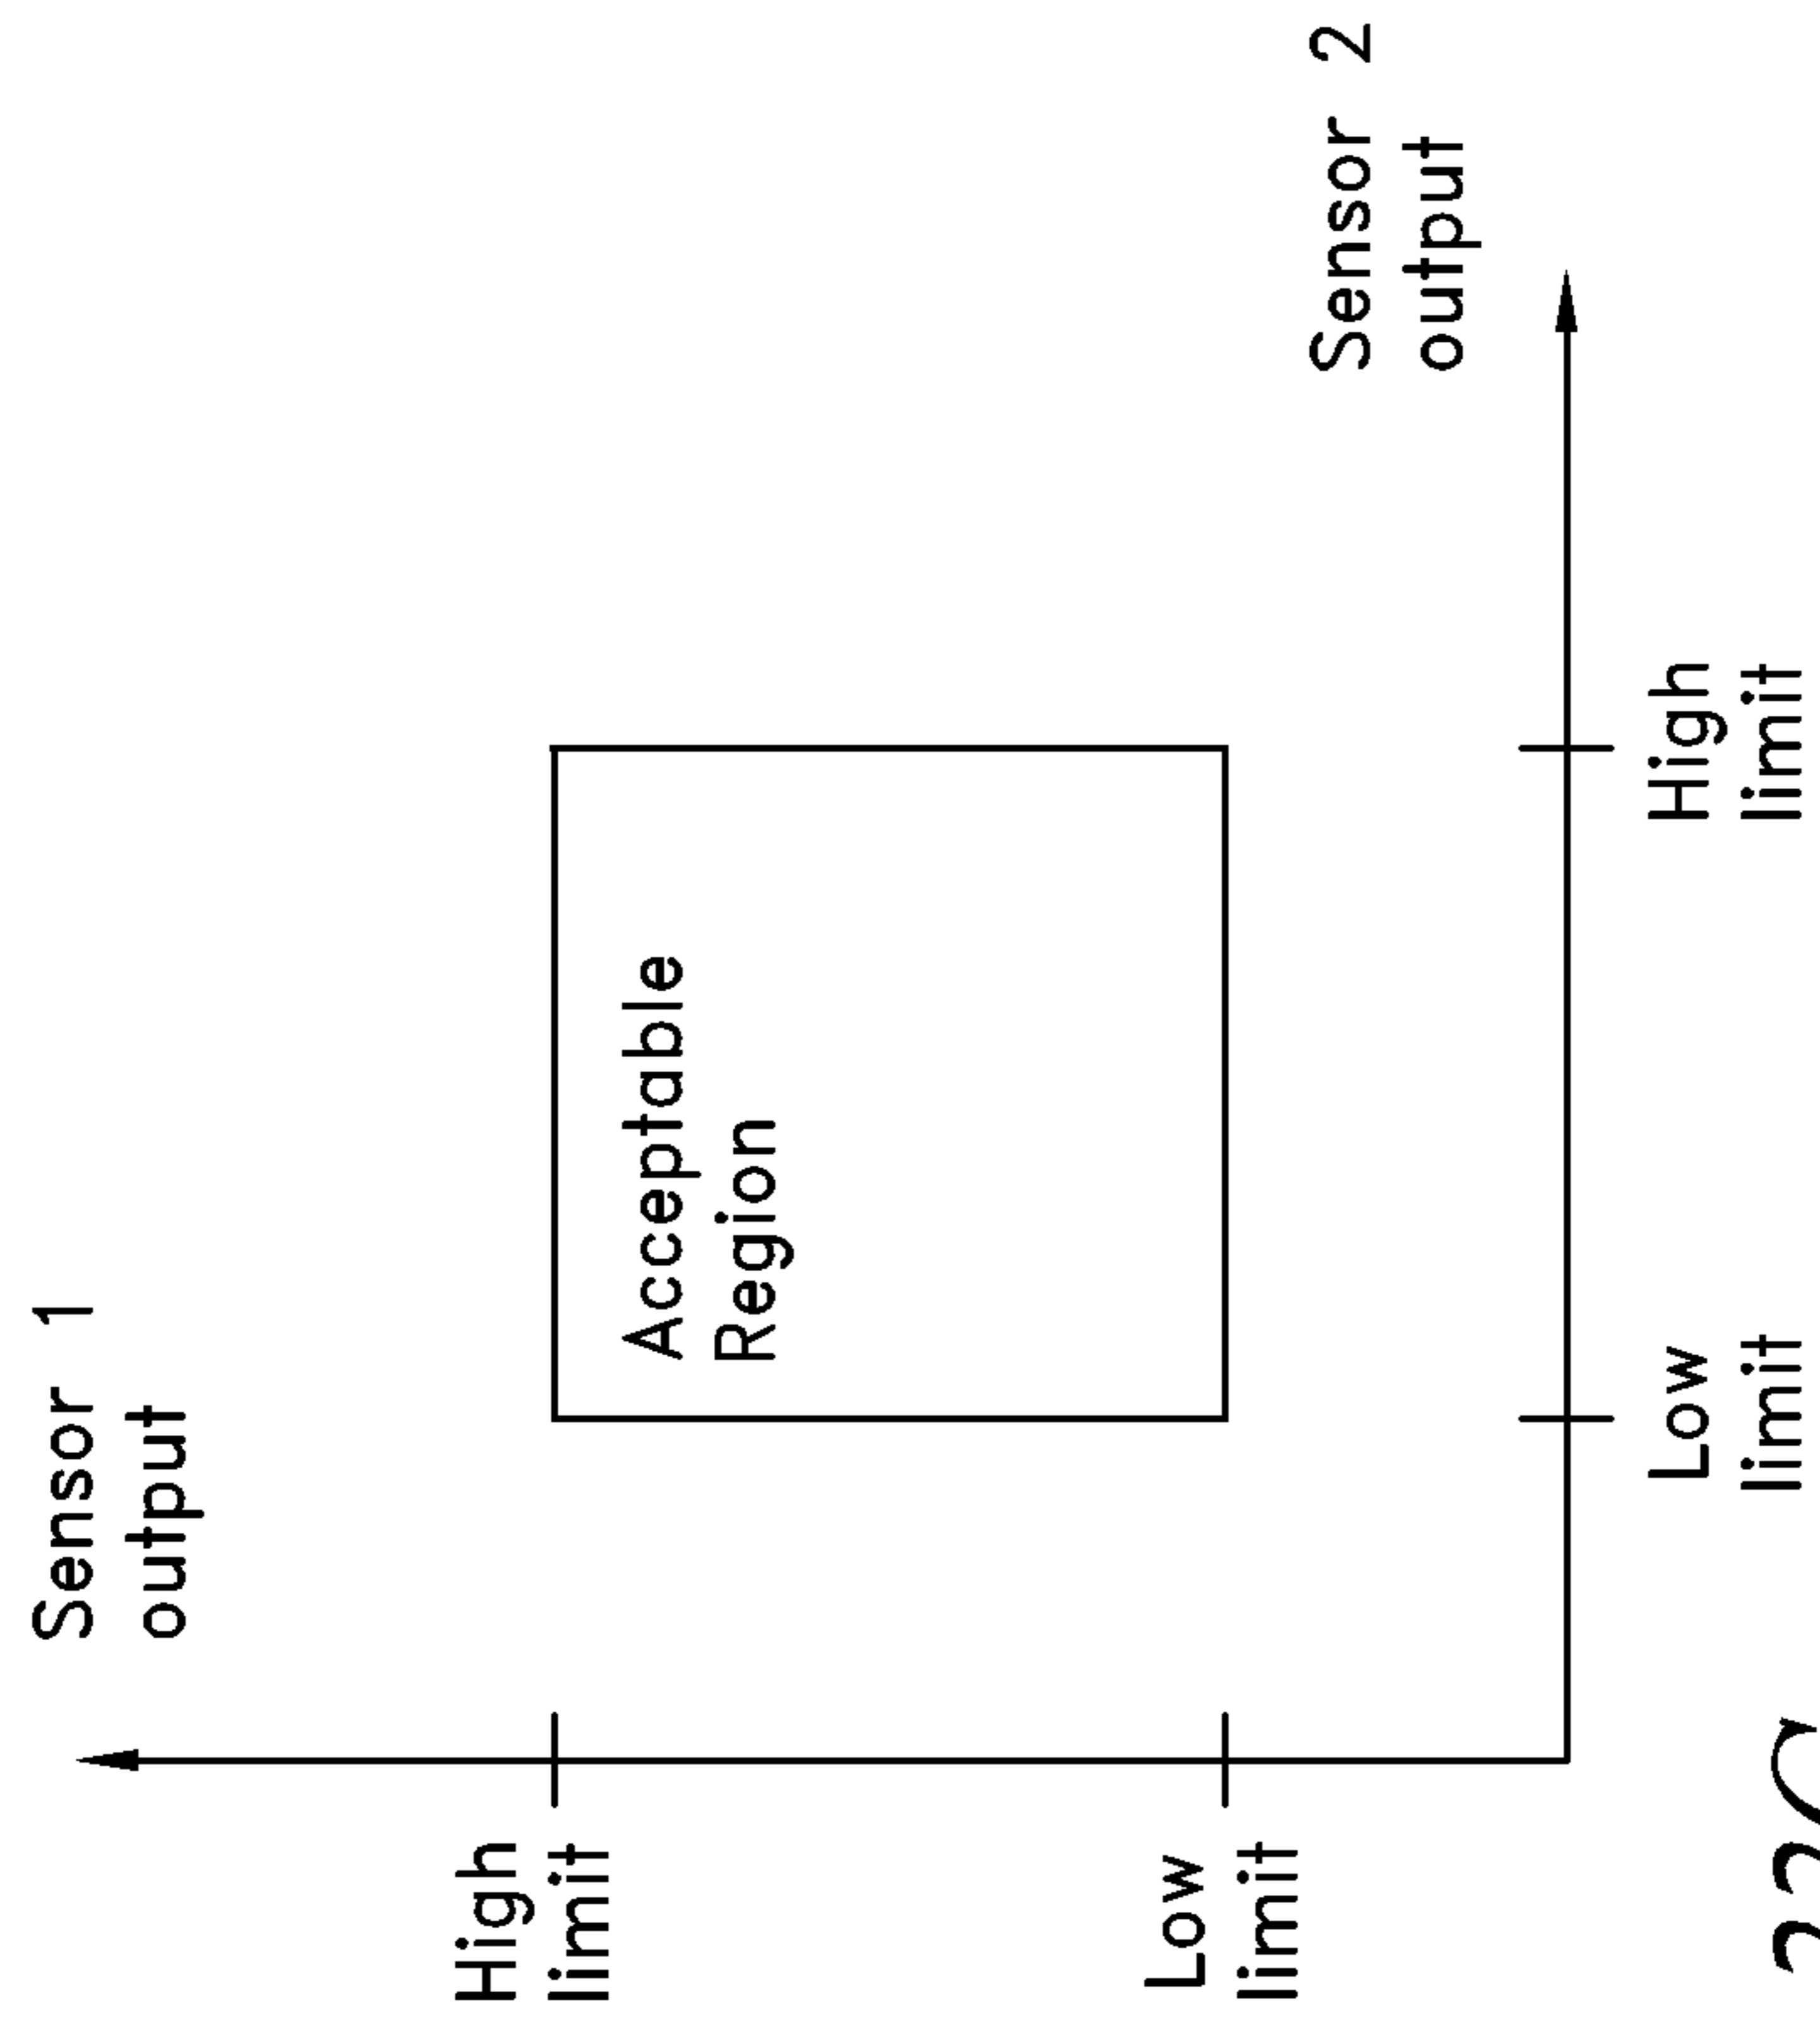 Sensor 1
output
High
limit
Acceptable
Region
Low
limit
Sensor 2
output
Low
limit
High
limit